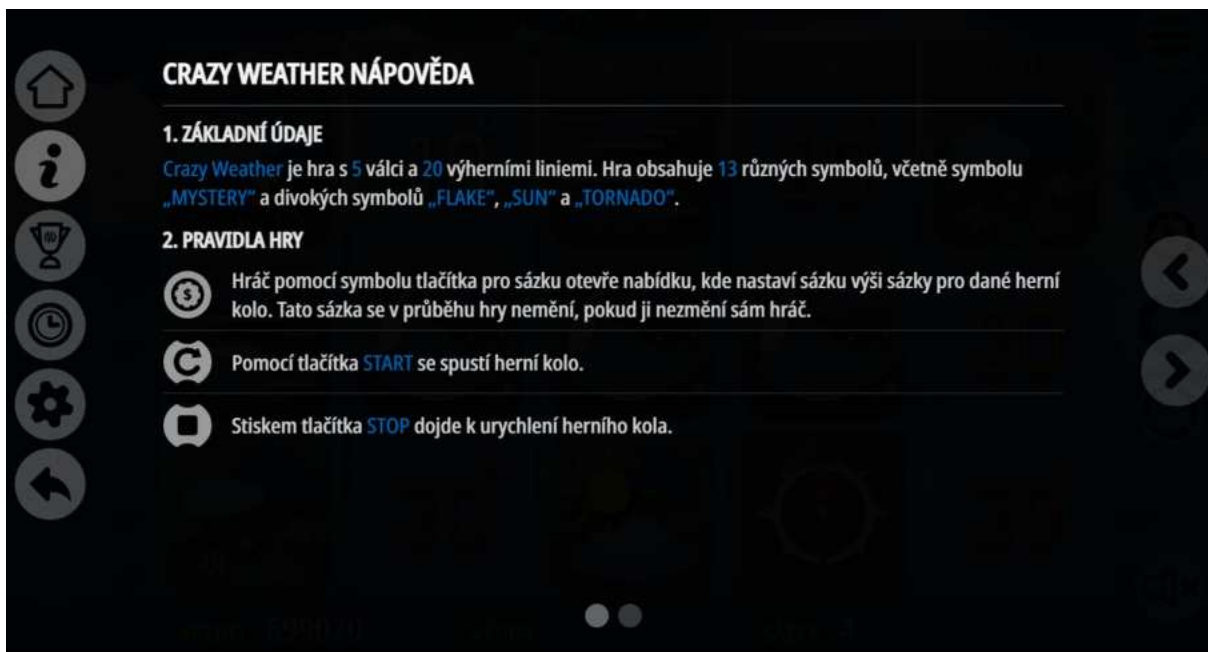 CRAZY WEATHER NÁPOVĚDA
1. ZÁKLADNÍ ÚDAJE
Crazy Weather je hra s 5 válci a 20 výherními liniemi. Hra obsahuje 13 různých symbolů, včetně symbolu
„MYSTERY“ a divokých symbolů „FLAKE“, „SUN“ a „TORNADO“.
2. PRAVIDLA HRY
Hráč pomocí symbolu tlačítka pro sázku otevře nabídku, kde nastaví sázku výši sázky pro dané herní
kolo. Tato sázka se v průběhu hry nemění, pokud ji nezmění sám hráč.
Pomocí tlačítka START se spustí herní kolo.
Stiskem tlačítka STOP dojde k urychlení herního kola.